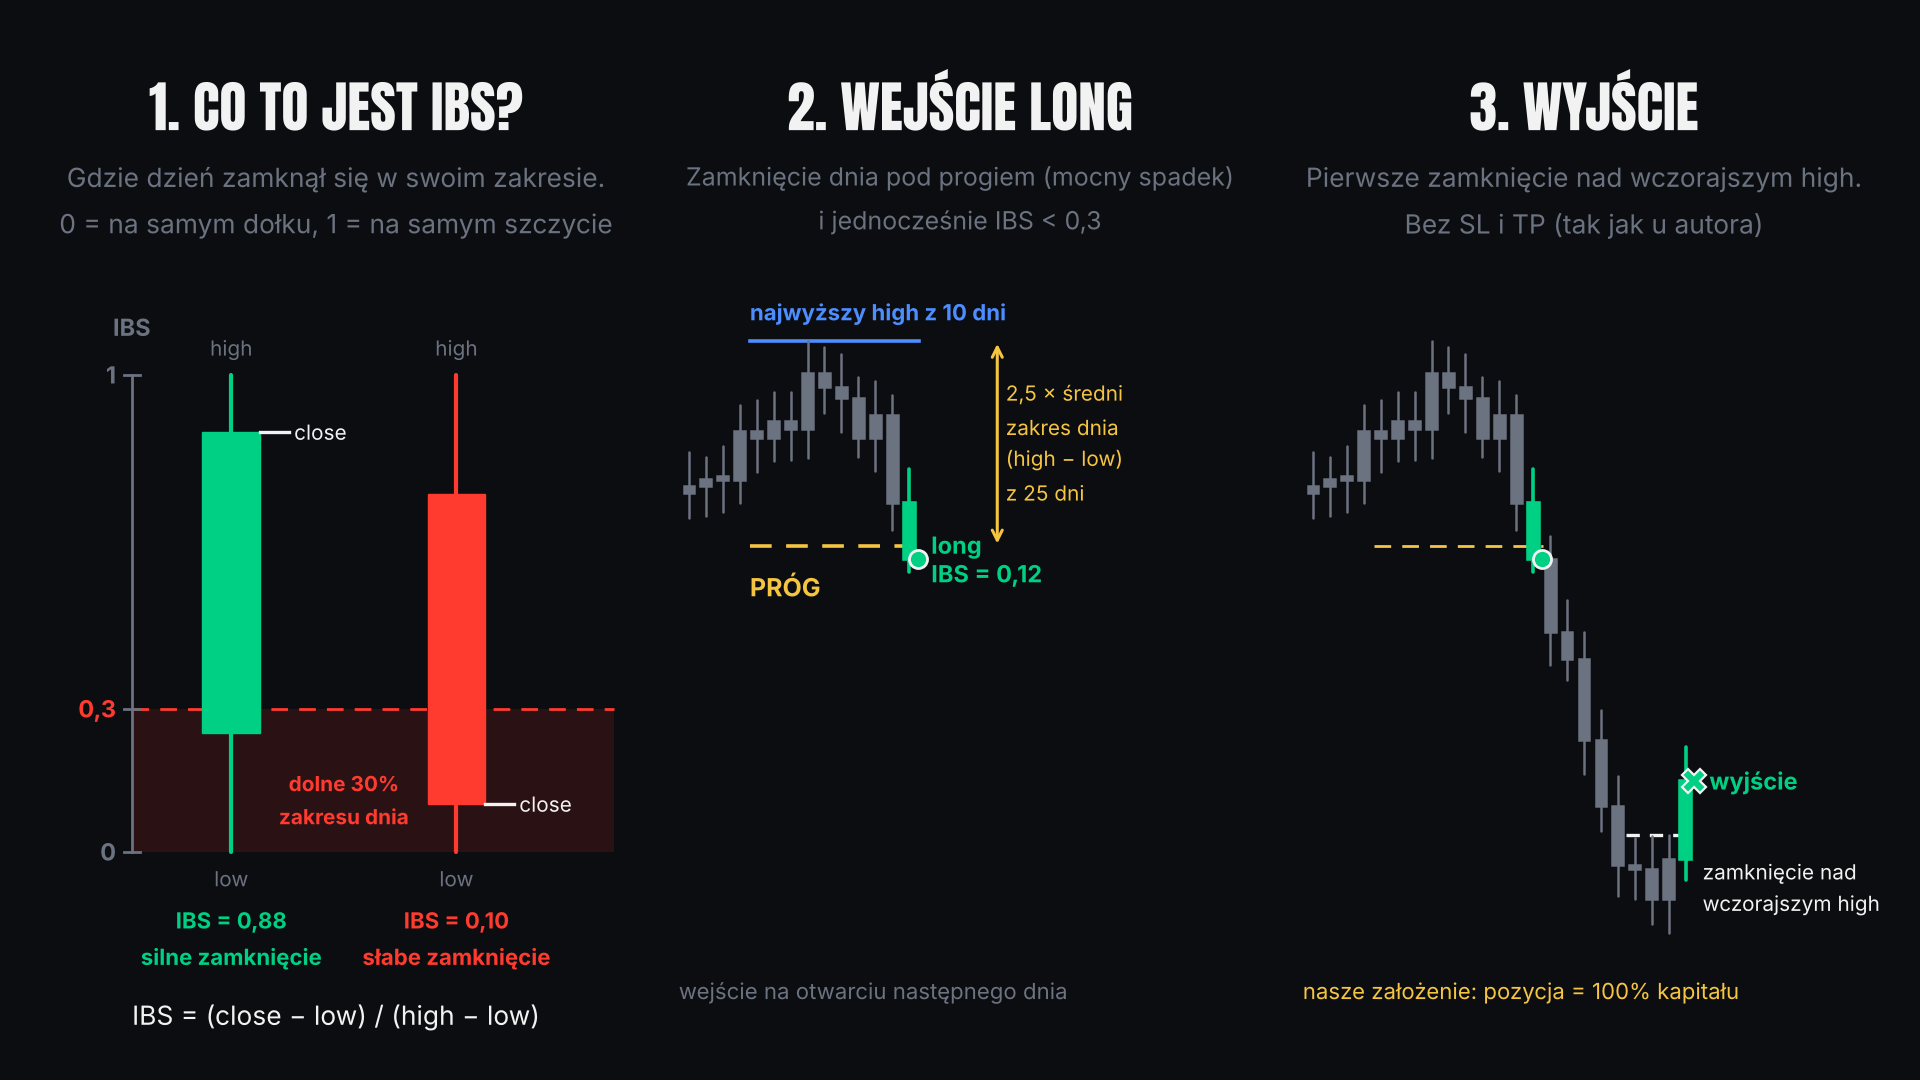 1. CO TO JEST IBS?
Gdzie dzień zamknął się w swoim zakresie.
0 = na samym dołku, 1 = na samym szczycie
IBS
high
high
1
close
0,3
dolne 30%
zakresu dnia
close
0
low
low
IBS = 0,88
silne zamknięcie
IBS = 0,10
słabe zamknięcie
IBS = (close − low) / (high − low)
2. WEJŚCIE LONG
Zamknięcie dnia pod progiem (mocny spadek)
i jednocześnie IBS < 0,3
najwyższy high z 10 dni
2,5 × średni
zakres dnia
(high − low)
z 25 dni
long
IBS = 0,12
PRÓG
wejście na otwarciu następnego dnia
3. WYJŚCIE
Pierwsze zamknięcie nad wczorajszym high.
Bez SL i TP (tak jak u autora)
wyjście
zamknięcie nad
wczorajszym high
nasze założenie: pozycja = 100% kapitału